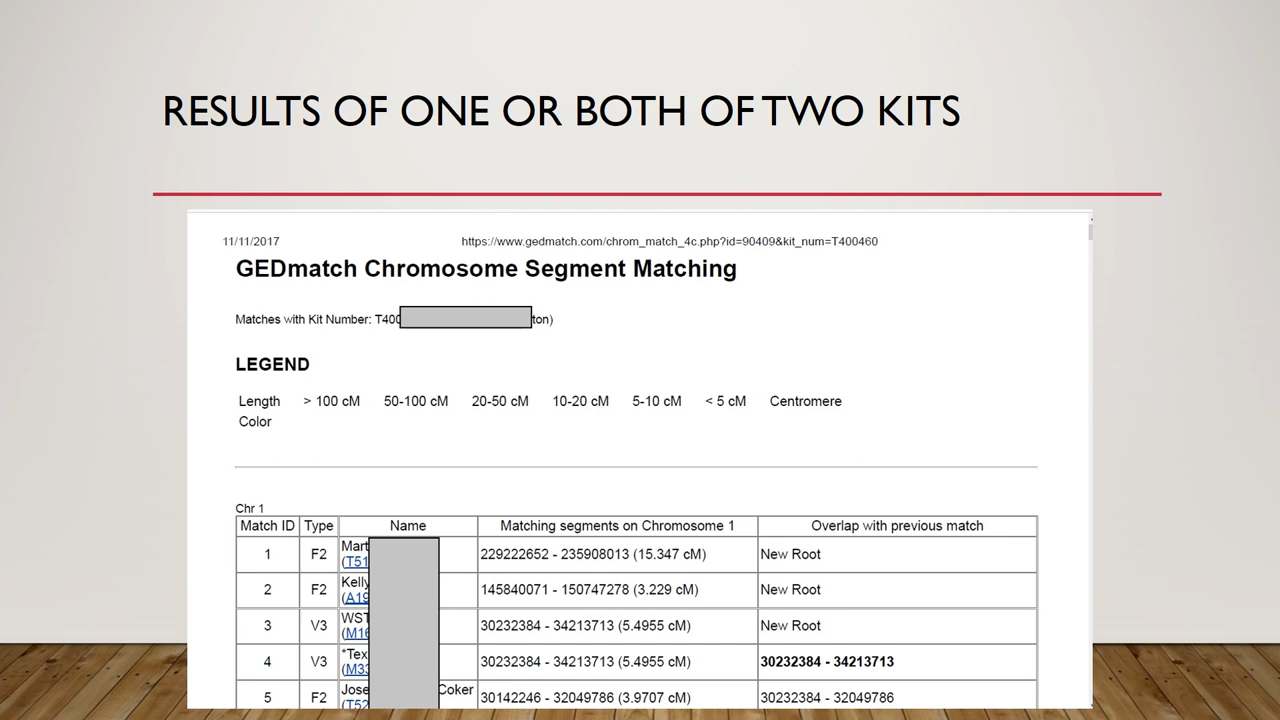 RESULTS OF ONE OR BOTH OF TWO KITS
11/11/2017 https://www.gedmatch.com/chrom_match_4c.php?id=90409&kit_num=T400460
GEDmatch Chromosome Segment Matching
Matches with Kit Number: T400 ton)
LEGEND
Length > 100 cM 50-100 cM 20-50 cM 10-20 cM 5-10 cM < 5 cM Centromere
Color
Chr 1
Match ID Type Name Matching segments on Chromosome 1 Overlap with previous match
1 F2 Mart (T51 229222652 - 235908013 (15.347 cM) New Root
2 F2 Kelly (A19 145840071 - 150747278 (3.229 cM) New Root
3 V3 WST (M16 30232384 - 34213713 (5.4955 cM) New Root
4 V3 *Tex (M33 30232384 - 34213713 (5.4955 cM) 30232384 - 34213713
5 F2 Jose Coker (T52 30142246 - 32049786 (3.9707 cM) 30232384 - 32049786